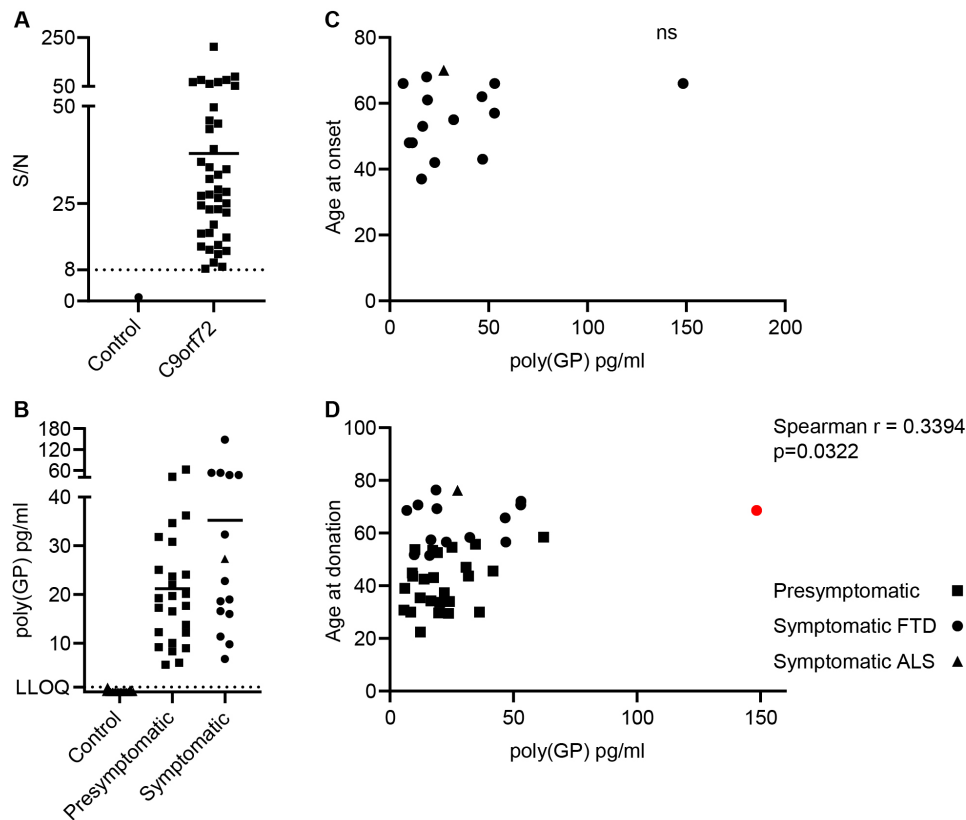 A
250
50
50
25
8
0
S/N
Control
C9orf72
C
ns
80
60
40
20
0
Age at onset
0
50
100
150
200
poly(GP) pg/ml
B
180
120
60
40
30
20
10
LLOQ
poly(GP) pg/ml
Control
Presymptomatic
Symptomatic
D
Spearman r = 0.3394
p=0.0322
100
80
60
40
20
0
Age at donation
0
50
100
150
poly(GP) pg/ml
Presymptomatic
Symptomatic FTD
Symptomatic ALS